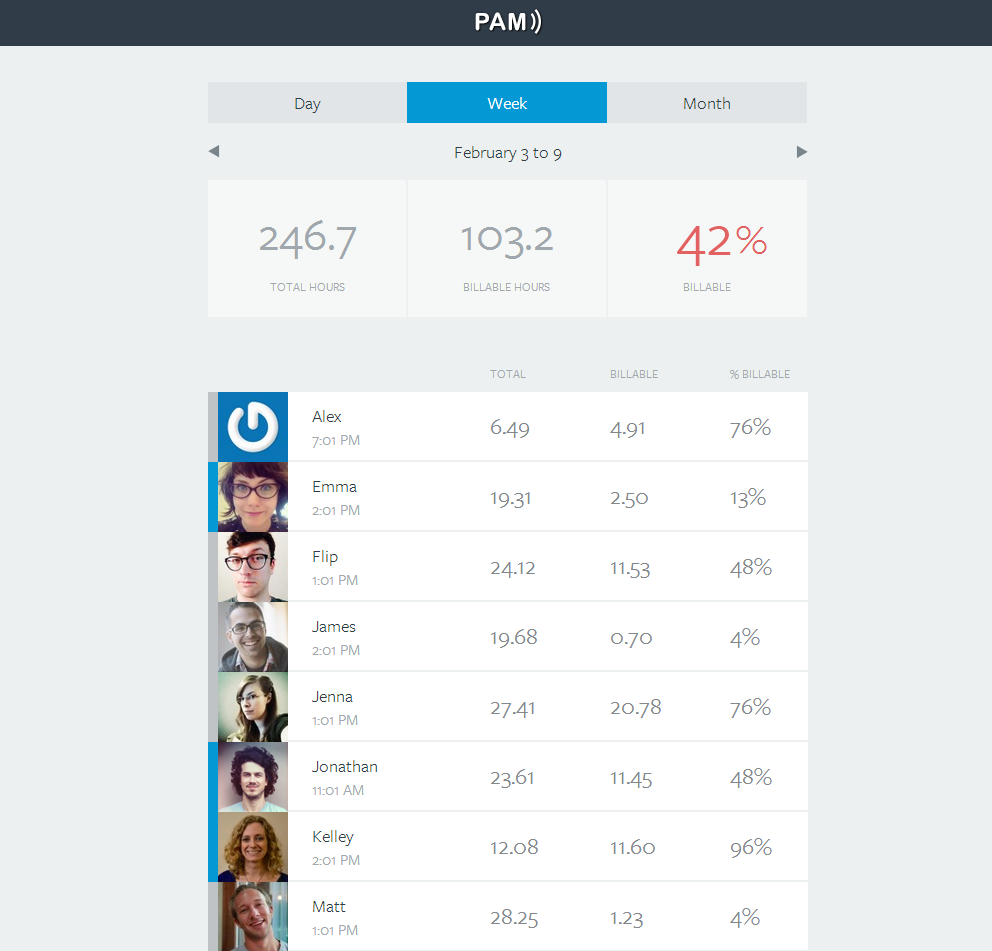 PAM
Day Week Month
February 3 to 9
246.7 103.2 42%
TOTAL HOURS BILLABLE HOURS BILLABLE
TOTAL BILLABLE % BILLABLE
Alex
7:01 PM
6.49 4.91 76%
Emma
2:01 PM
19.31 2.50 13%
Flip
1:01 PM
24.12 11.53 48%
James
2:01 PM
19.68 0.70 4%
Jenna
1:01 PM
27.41 20.78 76%
Jonathan
11:01 AM
23.61 11.45 48%
Kelley
2:01 PM
12.08 11.60 96%
Matt
1:01 PM
28.25 1.23 4%